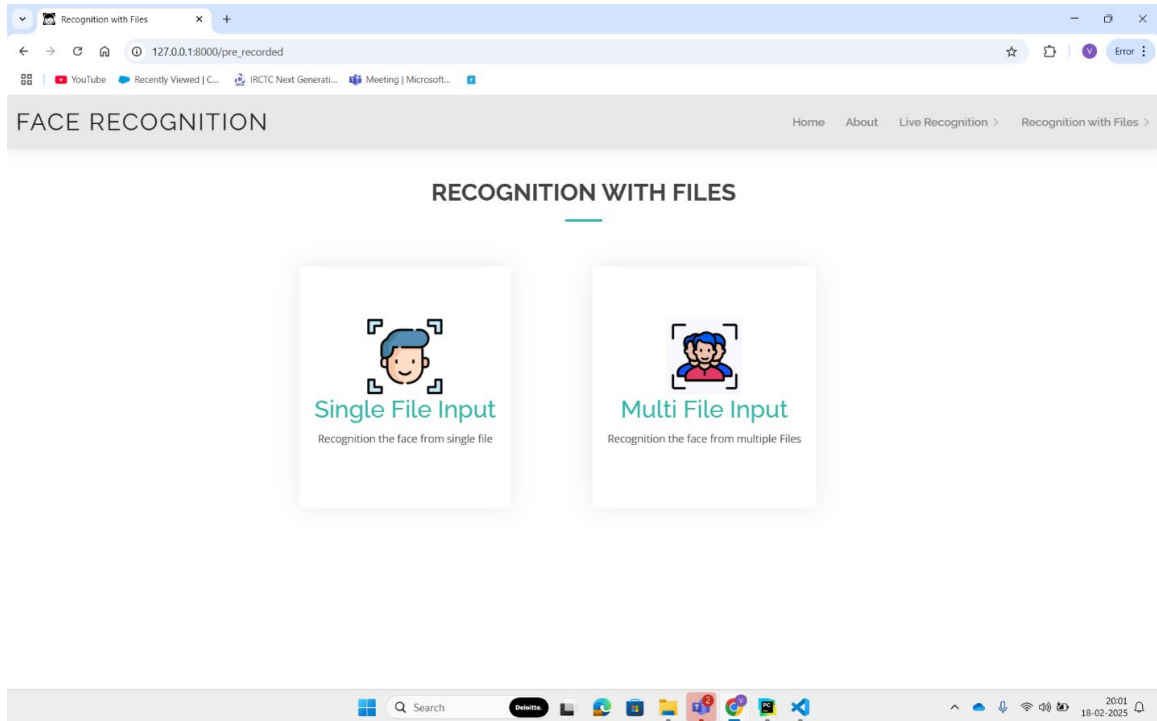 Recognition with Files
127.0.0.1:8000/pre_recorded
V
Error
YouTube
Recently Viewed | C...
IRCTC Next Generati...
Meeting | Microsoft...
FACE RECOGNITION
Home About Live Recognition > Recognition with Files >
RECOGNITION WITH FILES
Single File Input
Recognition the face from single file
Multi File Input
Recognition the face from multiple Files
Search
Deloitte.
2
V
PC
20:01
18-02-2025